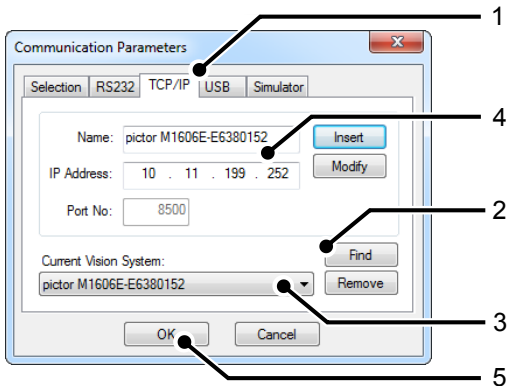 1
Communication Parameters
Selection RS232 TCP/IP USB Simulator
4
Name: pictor M1606E-E6380152 Insert
IP Address: 10 . 11 . 199 . 252 Modify
Port No: 8500
2
Find
Current Vision System:
pictor M1606E-E6380152 Remove
3
OK Cancel
5